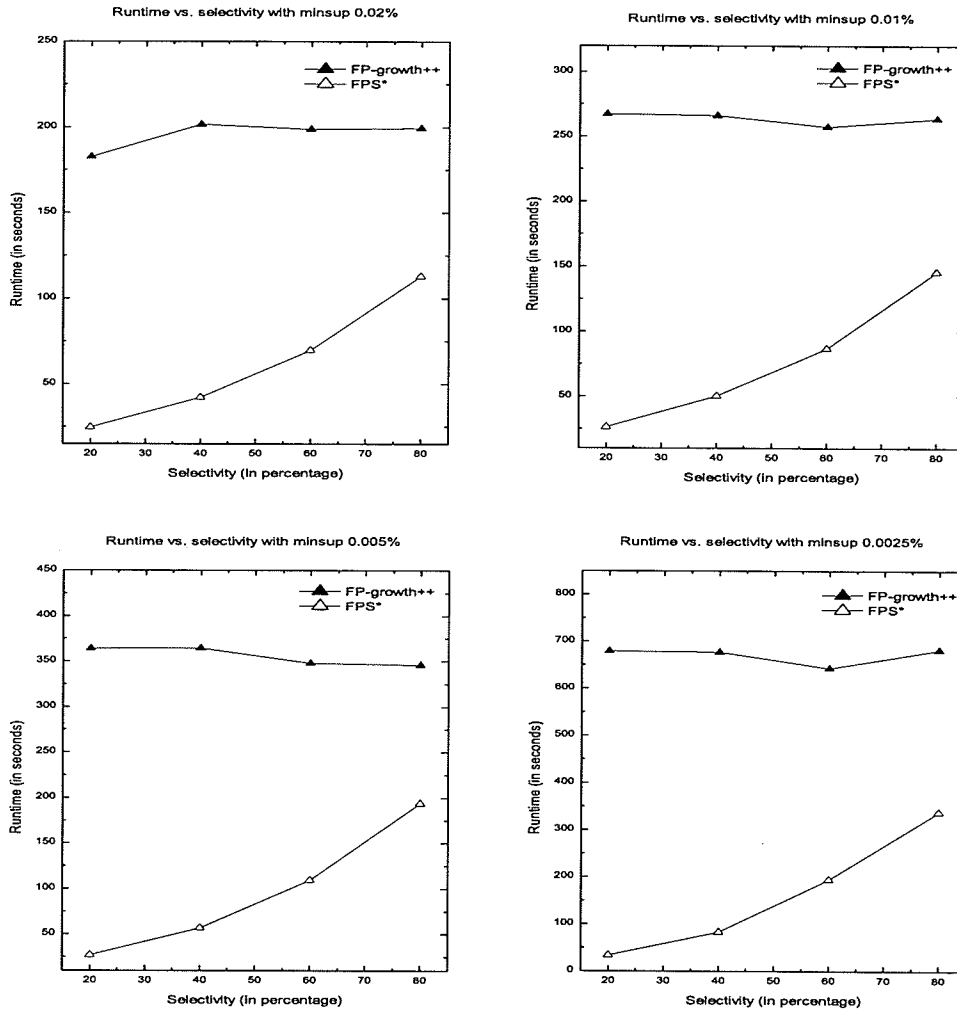 Runtime vs. selectivity with minsup 0.02%
250
200
150
100
50
Runtime (in seconds)
FP-growth++
FPS*
20 30 40 50 60 70 80
Selectivity (in percentage)
Runtime vs. selectivity with minsup 0.01%
300
250
200
150
100
50
Runtime (in seconds)
FP-growth++
FPS*
20 30 40 50 60 70 80
Selectivity (in percentage)
Runtime vs. selectivity with minsup 0.005%
450
400
350
300
250
200
150
100
50
Runtime (in seconds)
FP-growth++
FPS*
20 30 40 50 60 70 80
Selectivity (in percentage)
Runtime vs. selectivity with minsup 0.0025%
800
700
600
500
400
300
200
100
0
Runtime (in seconds)
FP-growth++
FPS*
20 30 40 50 60 70 80
Selectivity (in percentage)